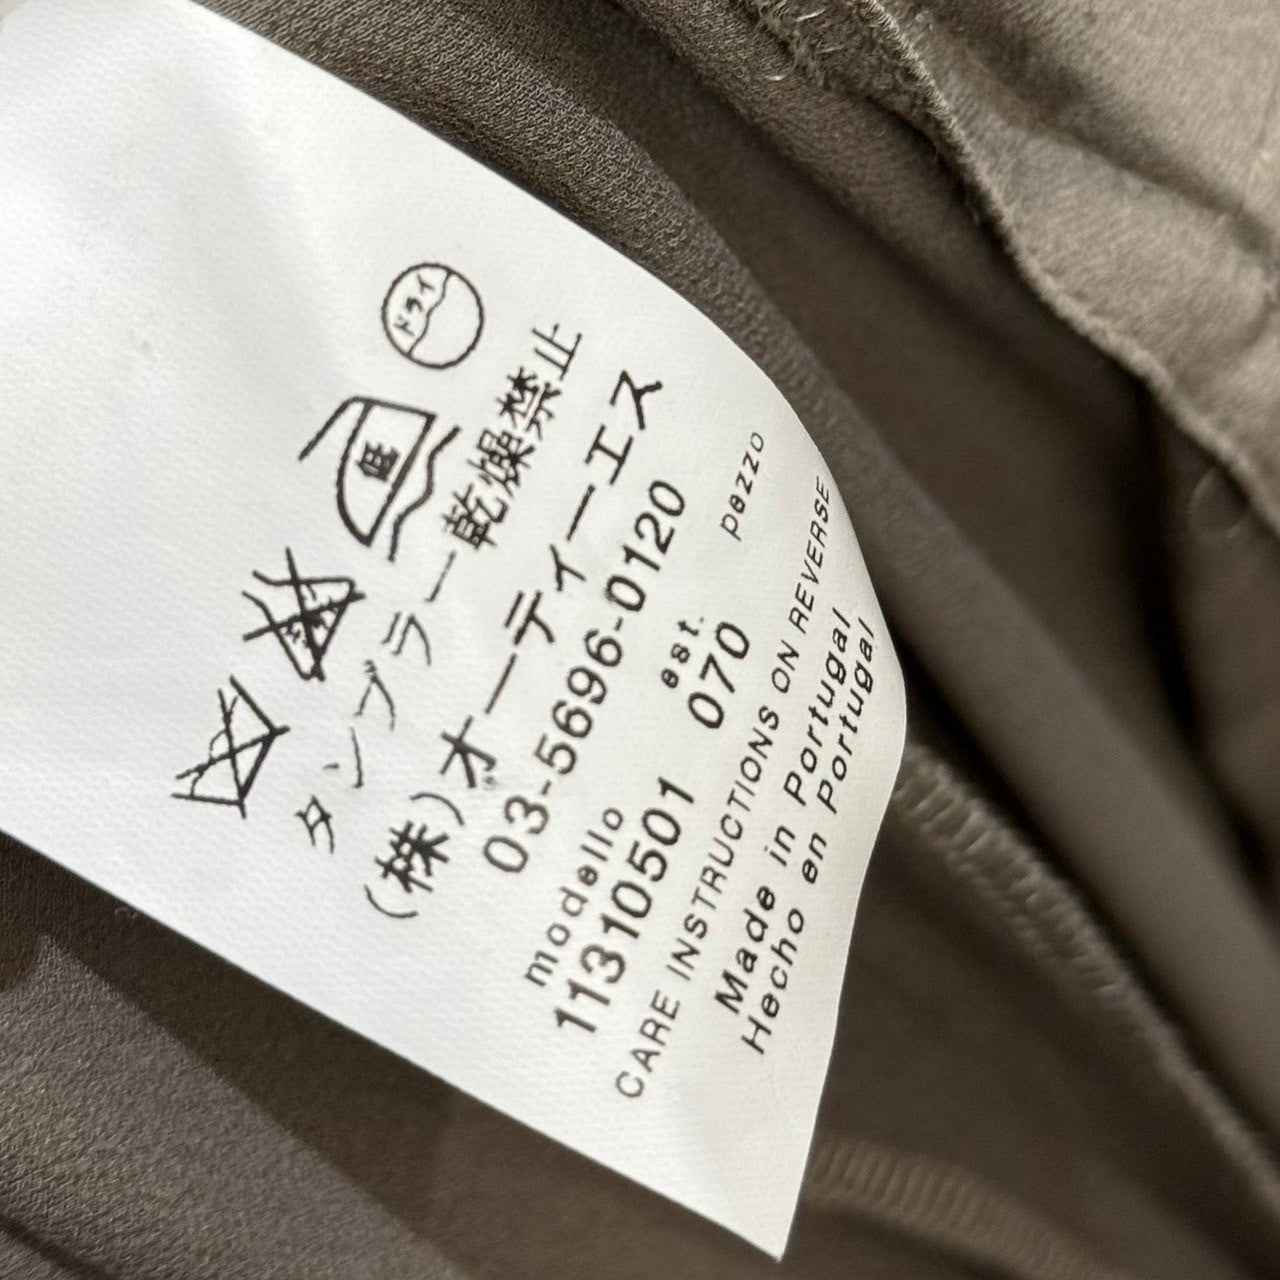 ドライ
低
タンブラー乾燥禁止
(株)オーティーエス
03-5696-0120
modello est. pezzo
11310501 070
CARE INSTRUCTIONS ON REVERSE
Made in Portugal
Hecho en Portugal